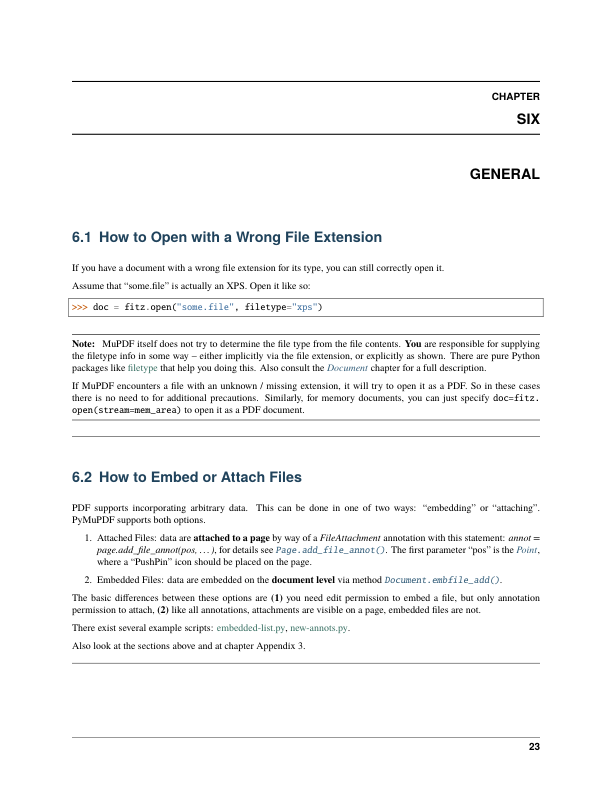 CHAPTER
SIX
GENERAL
6.1 How to Open with a Wrong File Extension
If you have a document with a wrong file extension for its type, you can still correctly open it.
Assume that “some.file” is actually an XPS. Open it like so:
>>> doc = fitz.open("some.file", filetype="xps")
Note: MuPDF itself does not try to determine the file type from the file contents. You are responsible for supplying
the filetype info in some way – either implicitly via the file extension, or explicitly as shown. There are pure Python
packages like filetype that help you doing this. Also consult the Document chapter for a full description.
If MuPDF encounters a file with an unknown / missing extension, it will try to open it as a PDF. So in these cases
there is no need to for additional precautions. Similarly, for memory documents, you can just specify doc=fitz.
open(stream=mem_area) to open it as a PDF document.
6.2 How to Embed or Attach Files
PDF supports incorporating arbitrary data. This can be done in one of two ways: “embedding” or “attaching”.
PyMuPDF supports both options.
1. Attached Files: data are attached to a page by way of a FileAttachment annotation with this statement: annot =
page.add_file_annot(pos, . . . ), for details see Page.add_file_annot(). The first parameter “pos” is the Point,
where a “PushPin” icon should be placed on the page.
2. Embedded Files: data are embedded on the document level via method Document.embfile_add().
The basic differences between these options are (1) you need edit permission to embed a file, but only annotation
permission to attach, (2) like all annotations, attachments are visible on a page, embedded files are not.
There exist several example scripts: embedded-list.py, new-annots.py.
Also look at the sections above and at chapter Appendix 3.
23